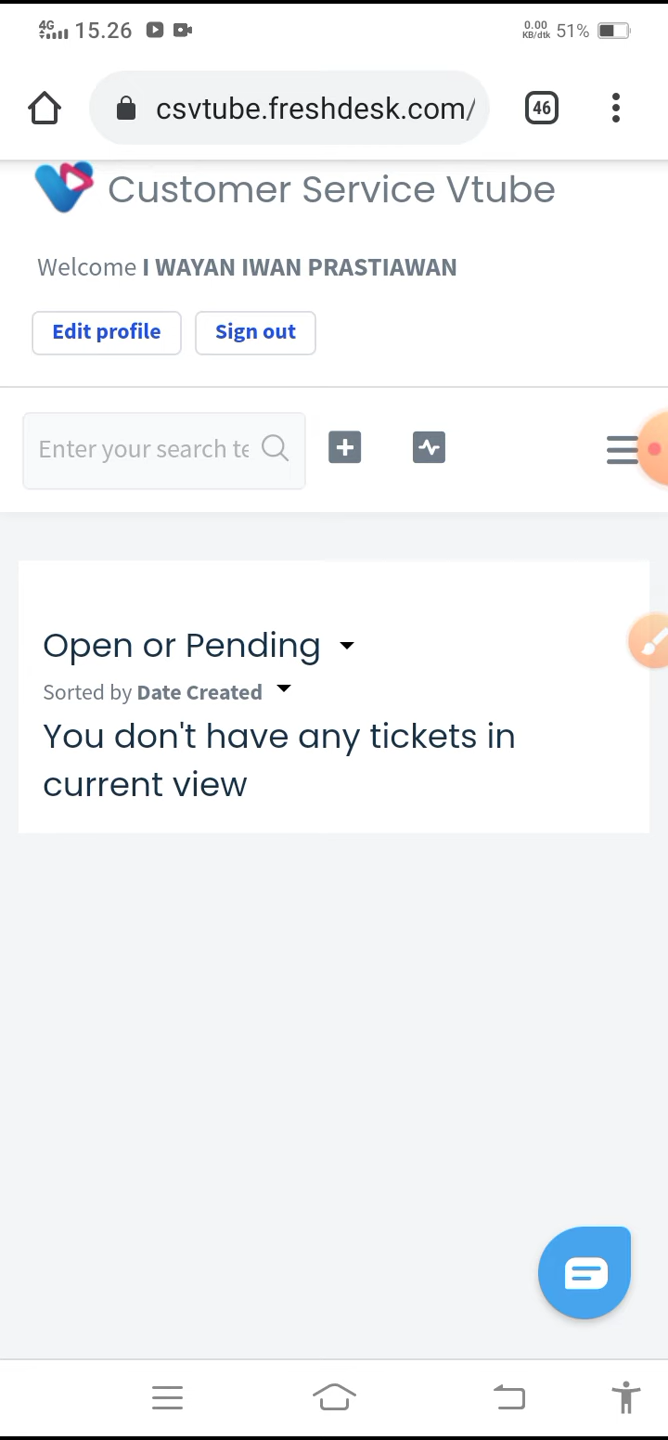 4G 15.26 0.00 KB/dtk 51%
csvtube.freshdesk.com/ 46
Customer Service Vtube
Welcome I WAYAN IWAN PRASTIAWAN
Edit profile Sign out
Enter your search te
Open or Pending
Sorted by Date Created
You don't have any tickets in
current view